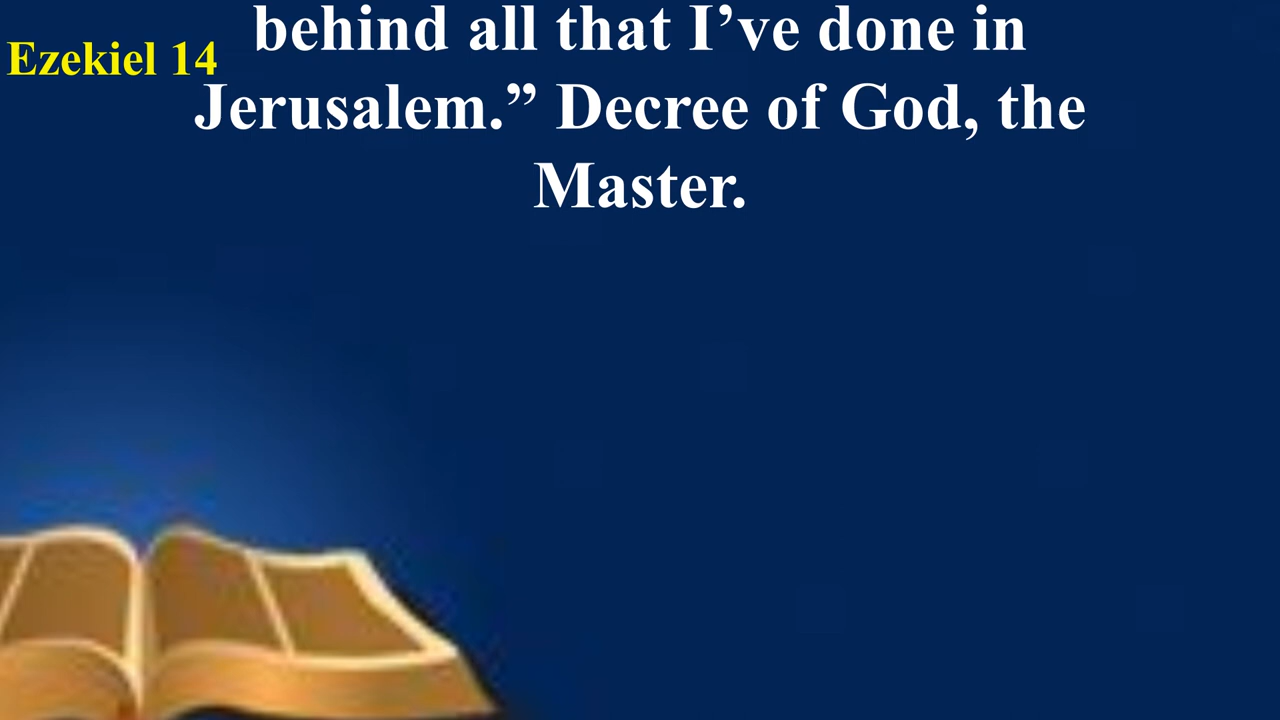 behind all that I’ve done in
Ezekiel 14
Jerusalem.” Decree of God, the
Master.